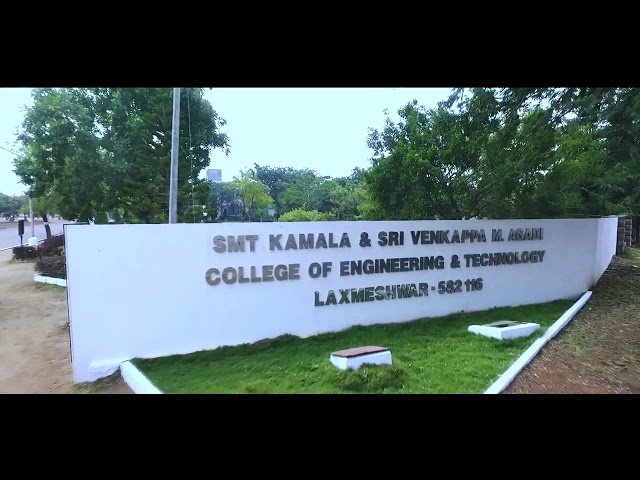 SMT KAMALA & SRI VENKAPPA M. AGADI
COLLEGE OF ENGINEERING & TECHNOLOGY
LAXMESHWAR - 582 116